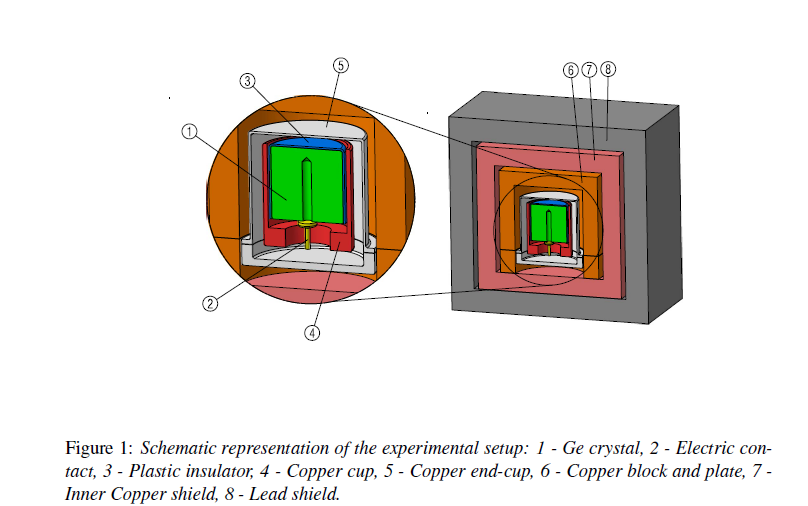 5
3
1
2
4
6 7 8
Figure 1: Schematic representation of the experimental setup: 1 - Ge crystal, 2 - Electric con-
tact, 3 - Plastic insulator, 4 - Copper cup, 5 - Copper end-cup, 6 - Copper block and plate, 7 -
Inner Copper shield, 8 - Lead shield.